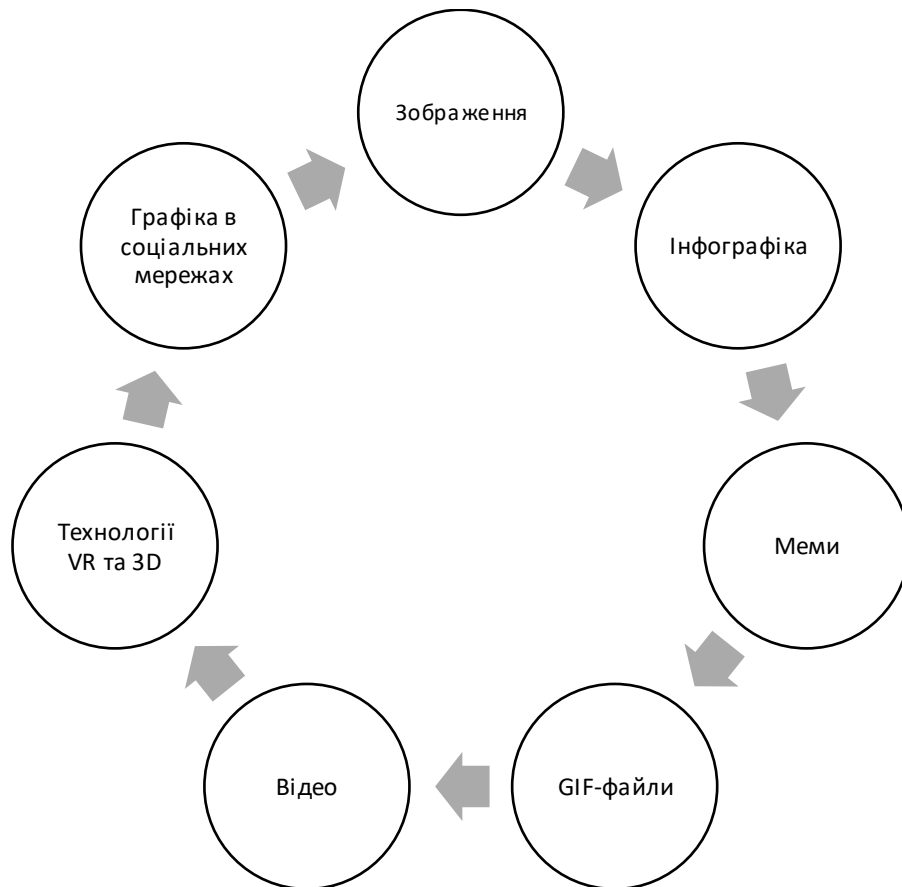 Зображення
Інфографіка
Меми
GIF-файли
Відео
Технології
VR та 3D
Графіка в
соціальних
мережах